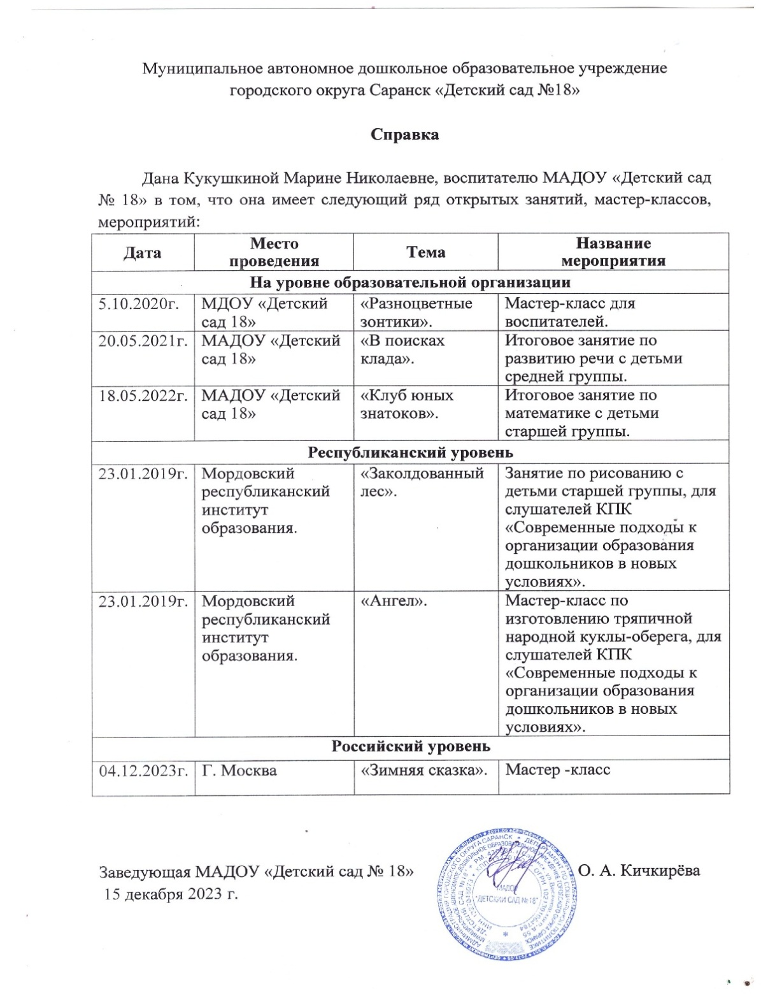 Муниципальное автономное дошкольное образовательное учреждение
городского округа Саранск «Детский сад №18»
Справка
Дана Кукушкиной Марине Николаевне, воспитателю МАДОУ «Детский сад
№ 18» в том, что она имеет следующий ряд открытых занятий, мастер-классов,
мероприятий:
Дата
Место
проведения
Тема
Название
мероприятия
На уровне образовательной организации
5.10.2020г.
МДОУ «Детский
сад 18»
«Разноцветные
зонтики».
Мастер-класс для
воспитателей.
20.05.2021г.
МАДОУ «Детский
сад 18»
«В поисках
клада».
Итоговое занятие по
развитию речи с детьми
средней группы.
18.05.2022г.
МАДОУ «Детский
сад 18»
«Клуб юных
знатоков».
Итоговое занятие по
математике с детьми
старшей группы.
Республиканский уровень
23.01.2019г.
Мордовский
республиканский
институт
образования.
«Заколдованный
лес».
Занятие по рисованию с
детьми старшей группы, для
слушателей КПК
«Современные подходы к
организации образования
дошкольников в новых
условиях».
23.01.2019г.
Мордовский
республиканский
институт
образования.
«Ангел».
Мастер-класс по
изготовлению тряпичной
народной куклы-оберега, для
слушателей КПК
«Современные подходы к
организации образования
дошкольников в новых
условиях».
Российский уровень
04.12.2023г.
Г. Москва
«Зимняя сказка».
Мастер -класс
Заведующая МАДОУ «Детский сад № 18»
О. А. Кичкирёва
15 декабря 2023 г.
МАДОУ
"ДЕТСКИЙ САД №18"